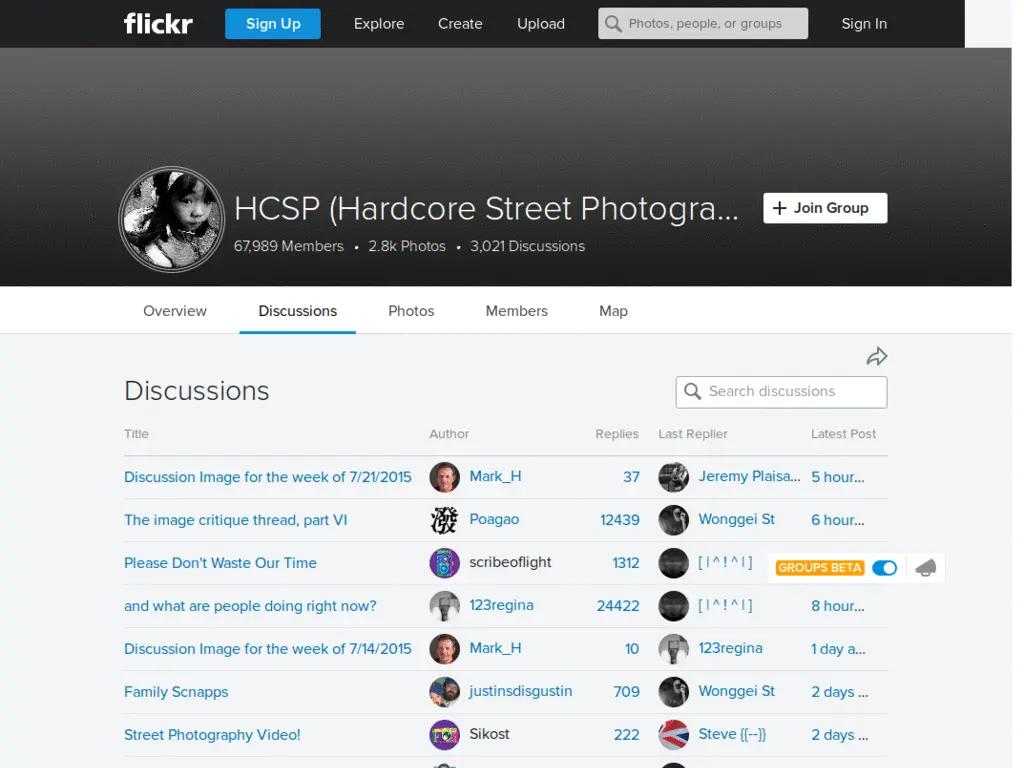 flickr Sign Up Explore Create Upload Photos, people, or groups Sign In
HCSP (Hardcore Street Photogra...
+ Join Group
67,989 Members • 2.8k Photos • 3,021 Discussions
Overview Discussions Photos Members Map
Discussions
Search discussions
Title Author Replies Last Replier Latest Post
Discussion Image for the week of 7/21/2015 Mark_H 37 Jeremy Plaisa... 5 hour...
The image critique thread, part VI Poagao 12439 Wonggei St 6 hour...
Please Don't Waste Our Time scribeoflight 1312 [ | ^ ! ^ | ]
GROUPS BETA
and what are people doing right now? 123regina 24422 [ | ^ ! ^ | ] 8 hour...
Discussion Image for the week of 7/14/2015 Mark_H 10 123regina 1 day a...
Family Scnapps justinsdisgustin 709 Wonggei St 2 days ...
Street Photography Video! Sikost 222 Steve {{--}} 2 days ...